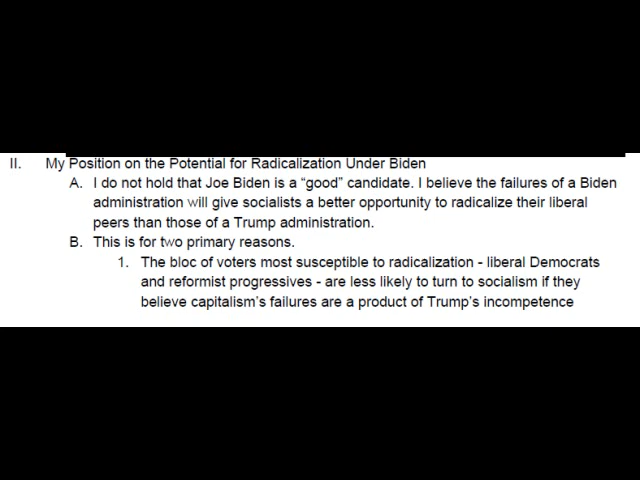 II. My Position on the Potential for Radicalization Under Biden
A. I do not hold that Joe Biden is a “good” candidate. I believe the failures of a Biden
administration will give socialists a better opportunity to radicalize their liberal
peers than those of a Trump administration.
B. This is for two primary reasons.
1. The bloc of voters most susceptible to radicalization - liberal Democrats
and reformist progressives - are less likely to turn to socialism if they
believe capitalism’s failures are a product of Trump’s incompetence